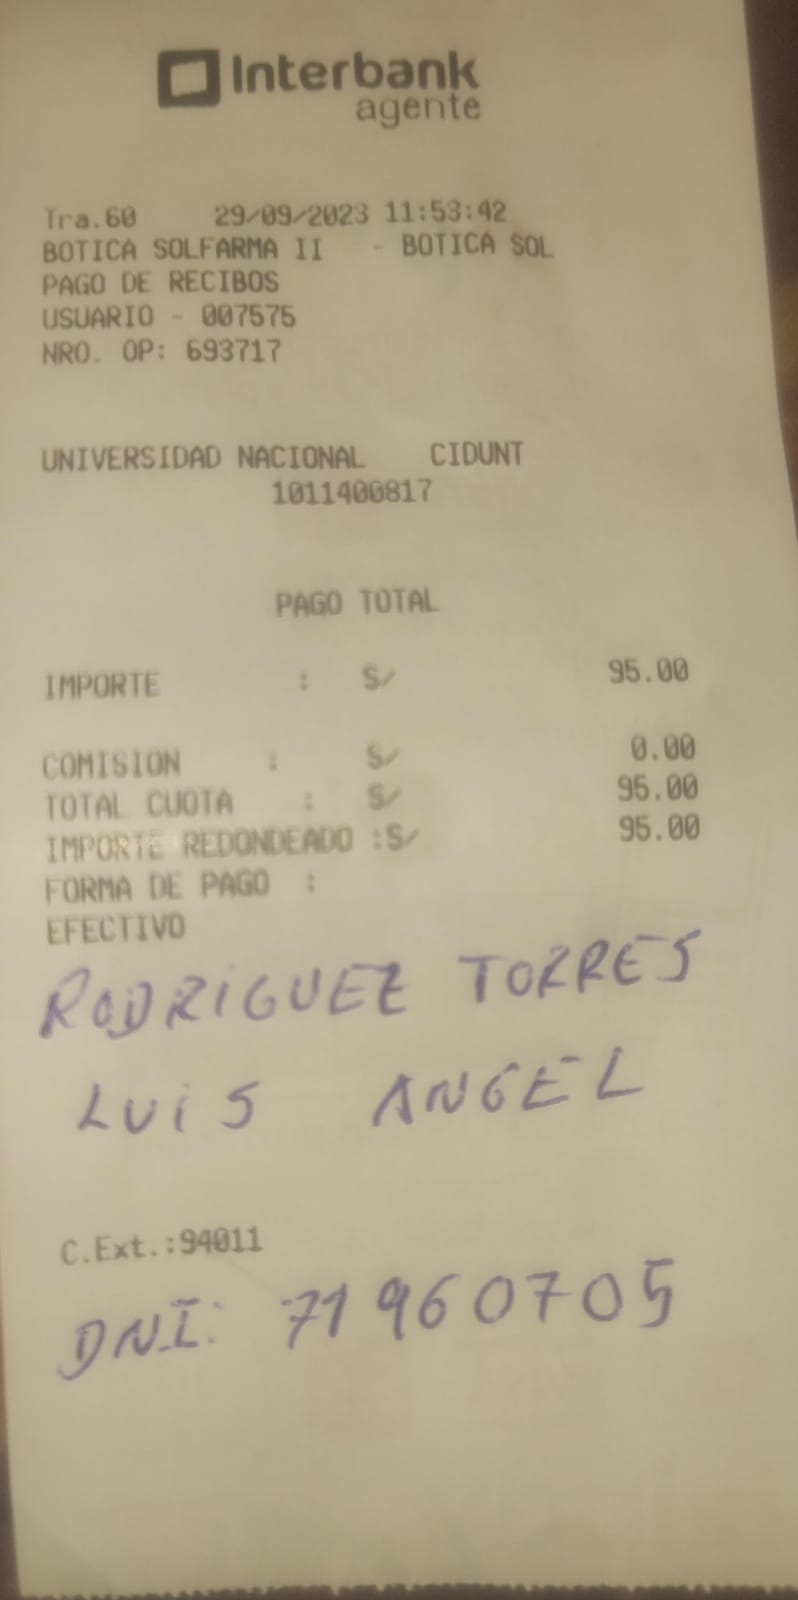 Interbank
agente
Tra.60 29/09/2023 11:53:42
BOTICA SOLFARMA II - BOTICA SOL
PAGO DE RECIBOS
USUARIO - 007575
NRO. OP: 693717
UNIVERSIDAD NACIONAL CIDUNT
1011400817
PAGO TOTAL
IMPORTE : S/ 95.00
COMISION : S/ 0.00
TOTAL CUOTA : S/ 95.00
IMPORTE REDONDEADO :S/ 95.00
FORMA DE PAGO :
EFECTIVO
RODRIGUEZ TORRES
LUIS ANGEL
C.Ext.:94011
DNI: 71960705